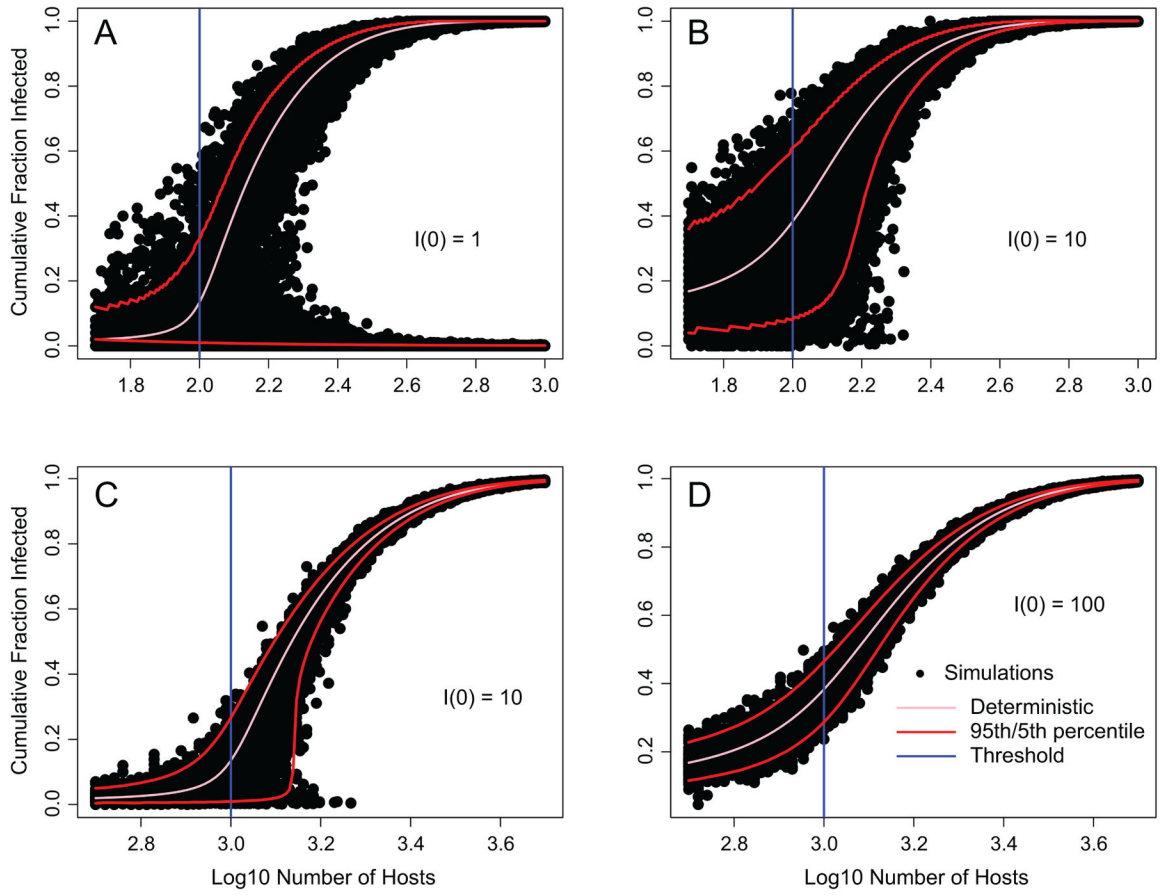 A
B
Cumulative Fraction Infected
0.0 0.2 0.4 0.6 0.8 1.0
I(0) = 1
1.8 2.0 2.2 2.4 2.6 2.8 3.0
0.0 0.2 0.4 0.6 0.8 1.0
I(0) = 10
1.8 2.0 2.2 2.4 2.6 2.8 3.0
C
D
Cumulative Fraction Infected
0.0 0.2 0.4 0.6 0.8 1.0
I(0) = 10
2.8 3.0 3.2 3.4 3.6
Log10 Number of Hosts
0.2 0.4 0.6 0.8 1.0
I(0) = 100
Simulations
Deterministic
95th/5th percentile
Threshold
2.8 3.0 3.2 3.4 3.6
Log10 Number of Hosts